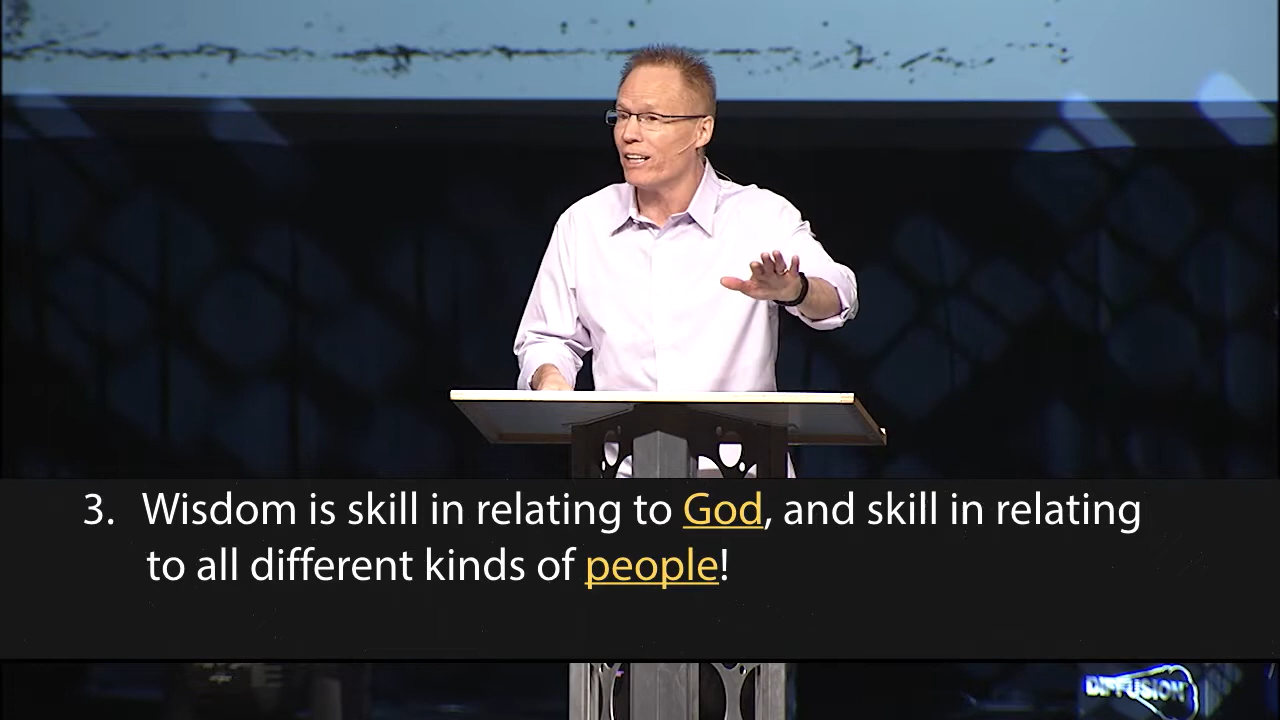 3. Wisdom is skill in relating to God, and skill in relating
to all different kinds of people!
DIFFUSION